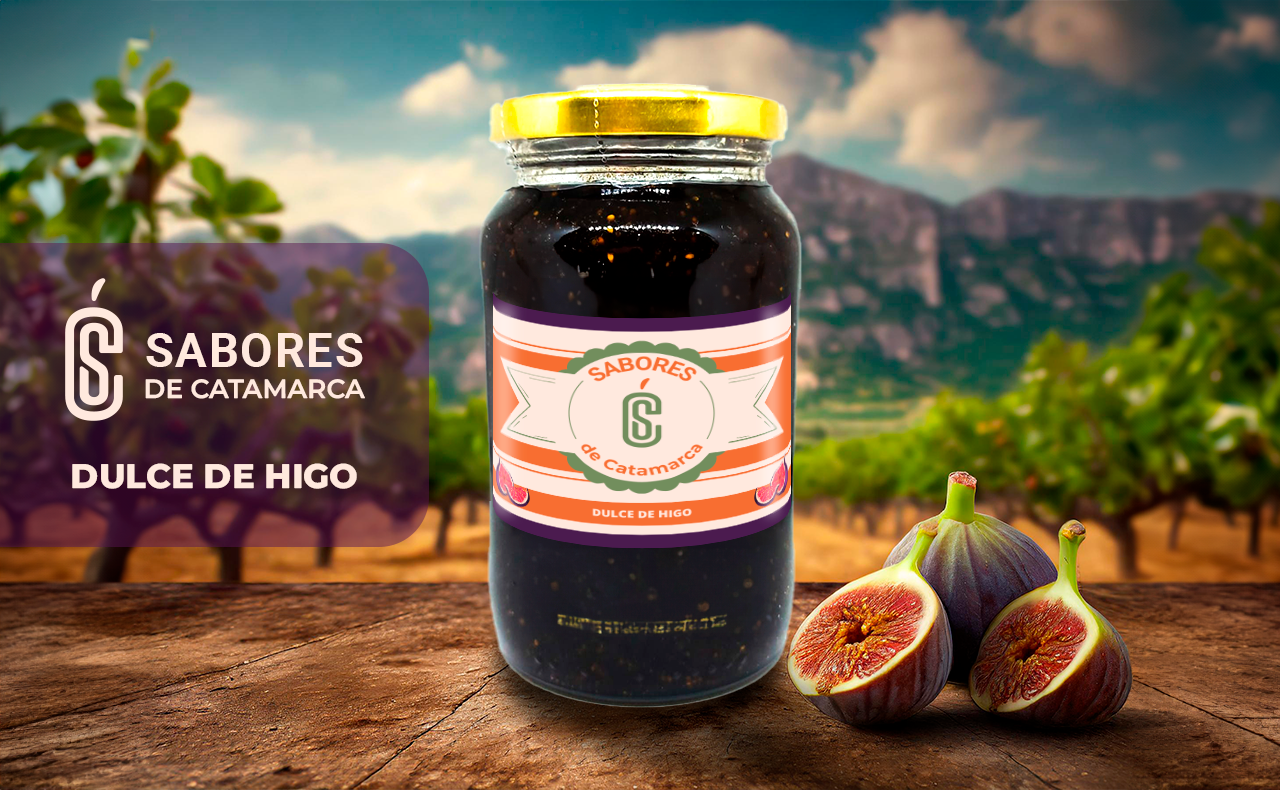 SABORES
DE CATAMARCA
DULCE DE HIGO
SABORES
de Catamarca
DULCE DE HIGO